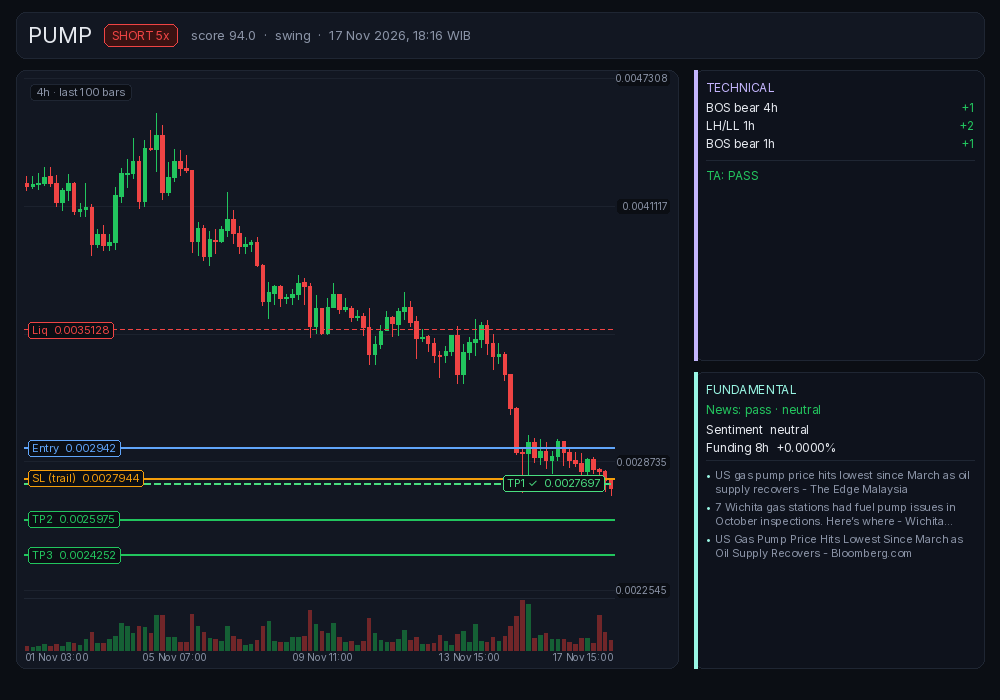 PUMP SHORT 5x score 94.0 · swing · 17 Nov 2026, 18:16 WIB
4h · last 100 bars
0.0047308
0.0041117
Liq 0.0035128
Entry 0.002942
0.0028735
SL (trail) 0.0027944
TP1 ✓ 0.0027697
TP2 0.0025975
TP3 0.0024252
0.0022545
01 Nov 03:00 05 Nov 07:00 09 Nov 11:00 13 Nov 15:00 17 Nov 15:00
TECHNICAL
BOS bear 4h +1
LH/LL 1h +2
BOS bear 1h +1
TA: PASS
FUNDAMENTAL
News: pass · neutral
Sentiment neutral
Funding 8h +0.0000%
• US gas pump price hits lowest since March as oil
supply recovers - The Edge Malaysia
• 7 Wichita gas stations had fuel pump issues in
October inspections. Here's where - Wichita...
• US Gas Pump Price Hits Lowest Since March as
Oil Supply Recovers - Bloomberg.com